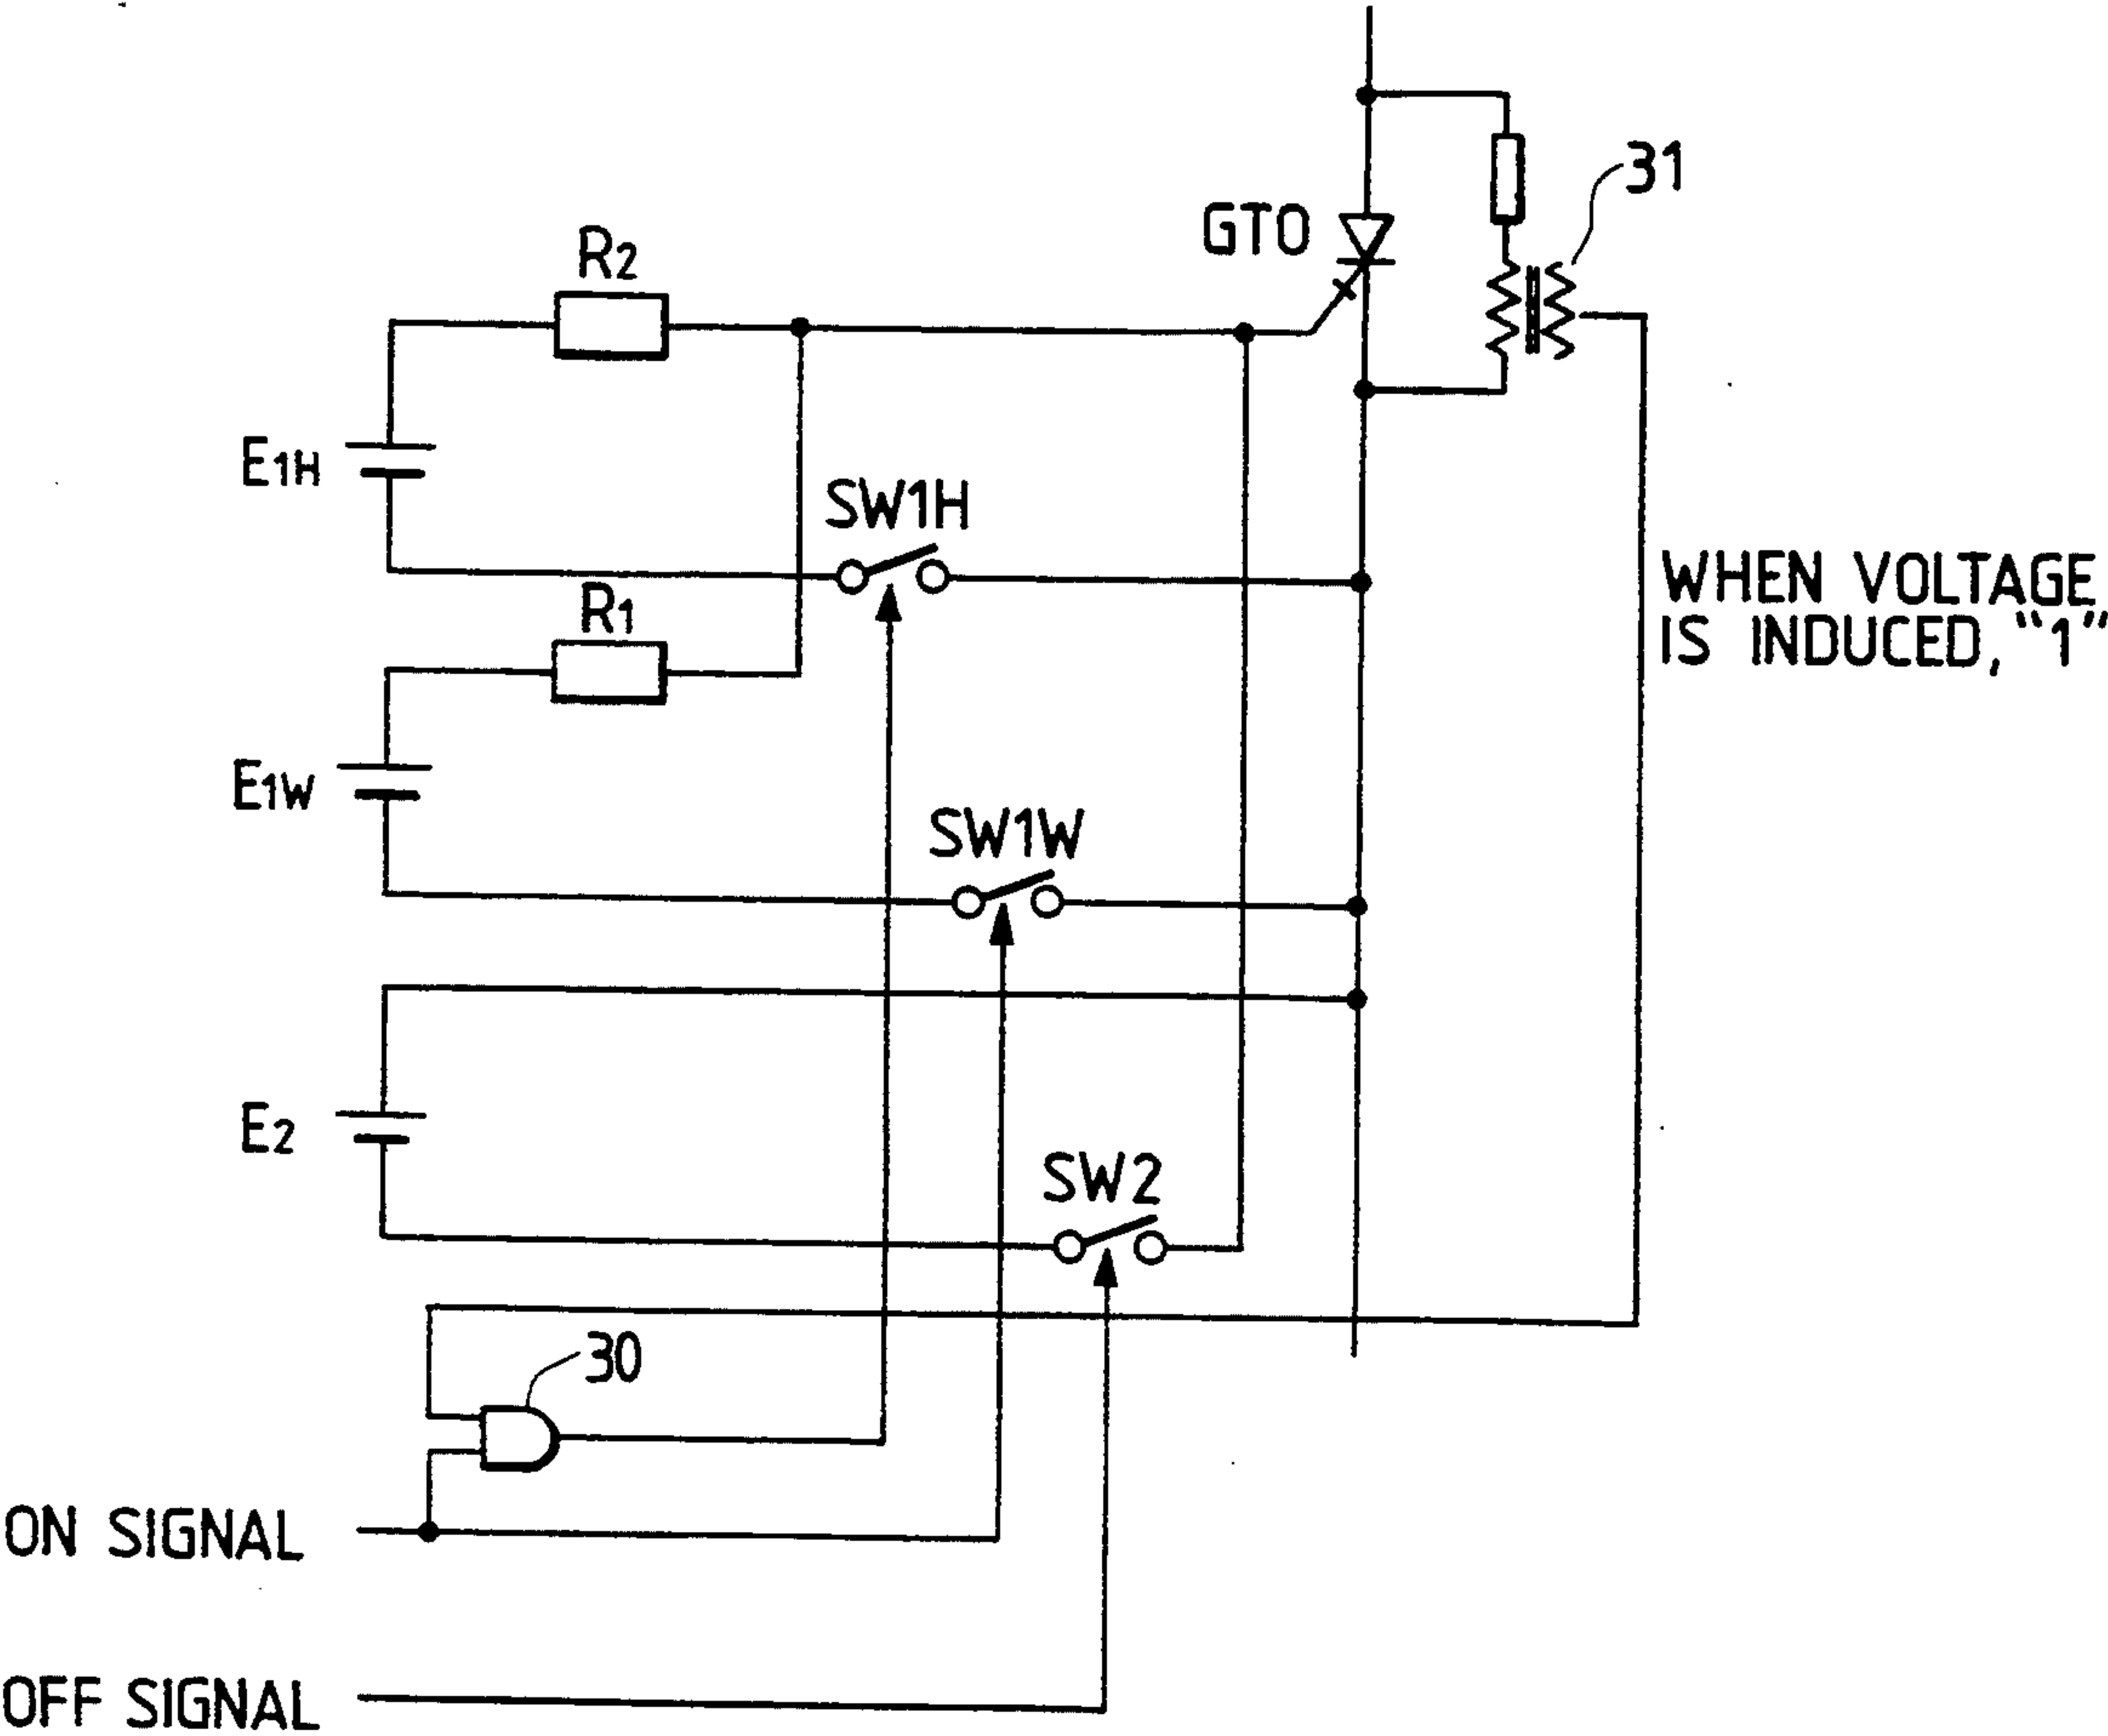 31
GTO
R2
E1H
SW1H
WHEN VOLTAGE
IS INDUCED, "1"
R1
E1W
SW1W
E2
SW2
30
ON SIGNAL
OFF SIGNAL